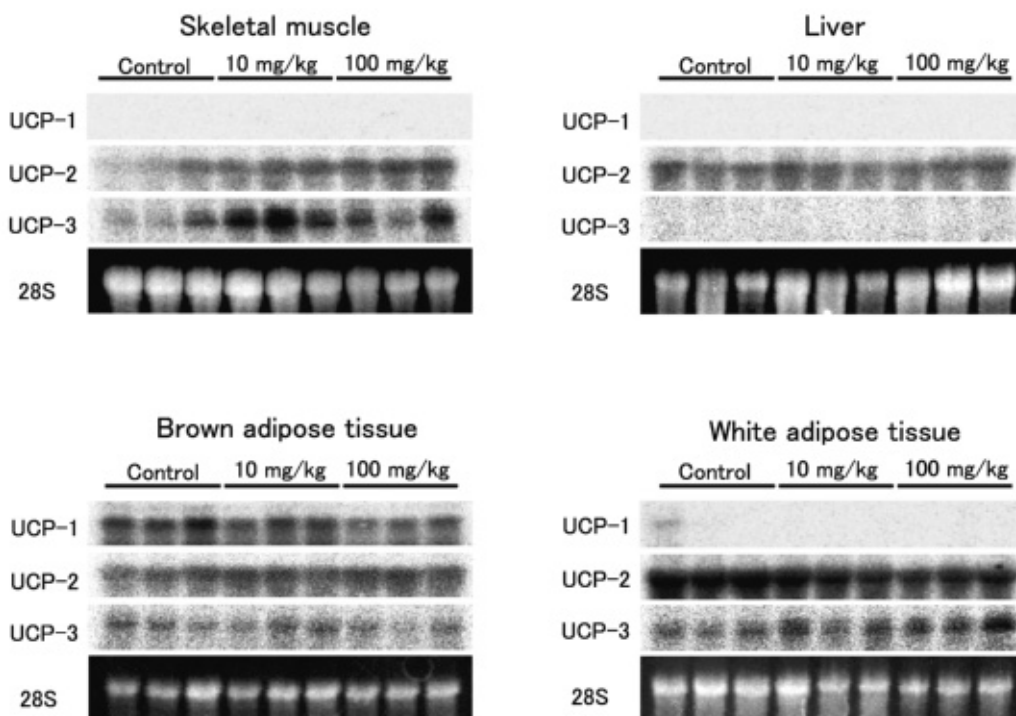 Skeletal muscle
Control 10 mg/kg 100 mg/kg
UCP-1
UCP-2
UCP-3
28S
Liver
Control 10 mg/kg 100 mg/kg
UCP-1
UCP-2
UCP-3
28S
Brown adipose tissue
Control 10 mg/kg 100 mg/kg
UCP-1
UCP-2
UCP-3
28S
White adipose tissue
Control 10 mg/kg 100 mg/kg
UCP-1
UCP-2
UCP-3
28S